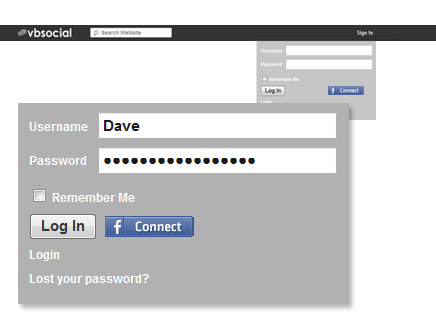 vbsocial Search Website Sign In
Username
Password
Remember Me
Log In f Connect
Login
Username Dave
Password ●●●●●●●●●●●●●●●●●
Remember Me
Log In f Connect
Login
Lost your password?